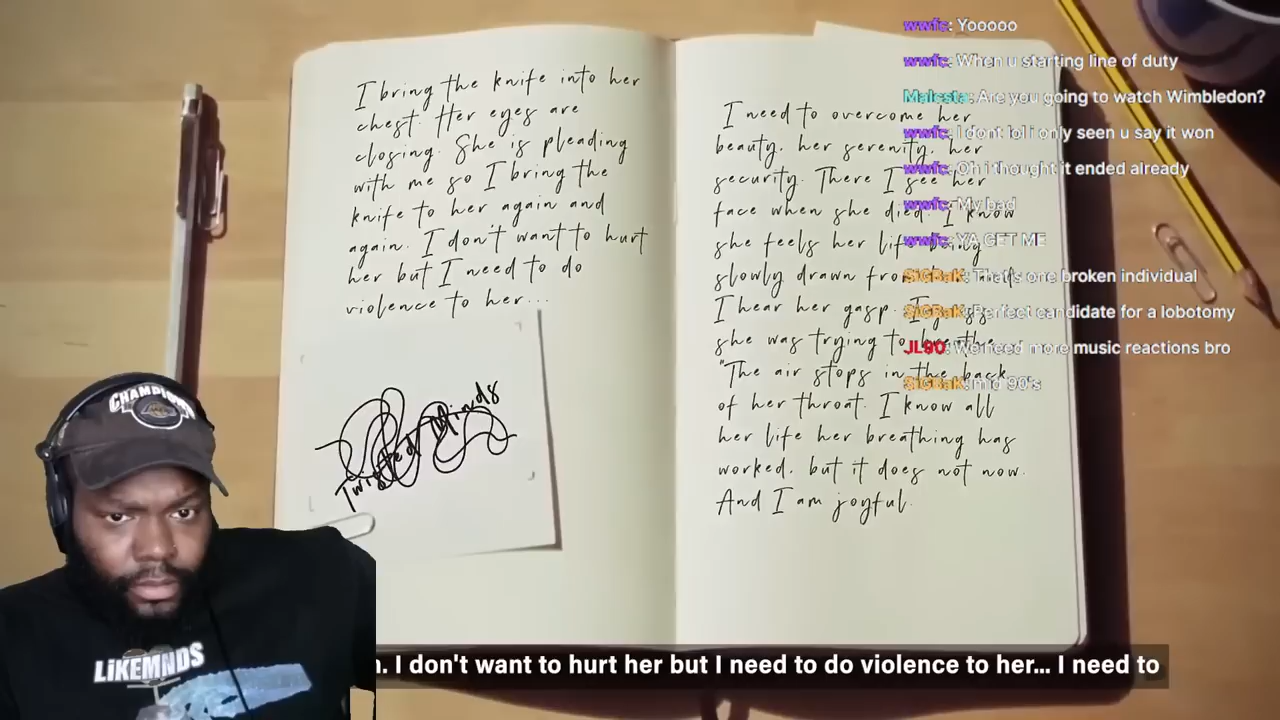 I bring the knife into her
chest. Her eyes are
closing. She is pleading
with me so I bring the
knife to her again and
again. I don't want to hurt
her but I need to do
violence to her...
Twisted Minds
I need to overcome her
beauty, her serenity, her
security. There I see her
face when she died. I know
she feels her life being
slowly drawn from
I hear her gasp. I guess
she was trying to breathe.
"The air stops in the back
of her throat. I know all
her life her breathing has
worked, but it does not now.
And I am joyful.
wwfc: Yooooo
wwfc: When u starting line of duty
Malesta: Are you going to watch Wimbledon?
wwfc: I dont lol i only seen u say it won
wwfc: Oh i thought it ended already
wwfc: My bad
wwfc: YA GET ME
SiGBaK: That's one broken individual
SiGBaK: Perfect candidate for a lobotomy
JL90: We need more music reactions bro
SiGBaK: mid 90's
CHAMPIONS
LiKEMNDS
. I don't want to hurt her but I need to do violence to her... I need to